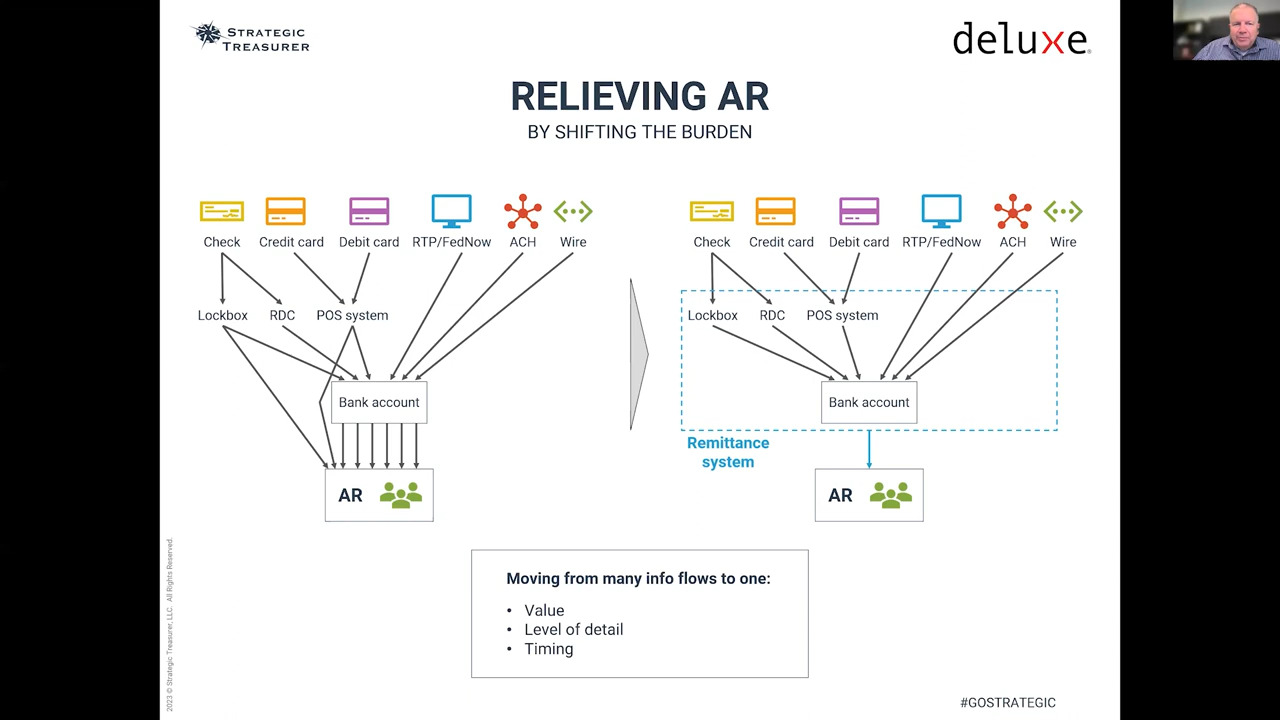 STRATEGIC
TREASURER
deluxe®
RELIEVING AR
BY SHIFTING THE BURDEN
Check Credit card Debit card RTP/FedNow ACH Wire
Lockbox RDC POS system
Bank account
AR
Check Credit card Debit card RTP/FedNow ACH Wire
Lockbox RDC POS system
Bank account
Remittance
system
AR
Moving from many info flows to one:
• Value
• Level of detail
• Timing
2023 © Strategic Treasurer, LLC. All Rights Reserved.
#GOSTRATEGIC